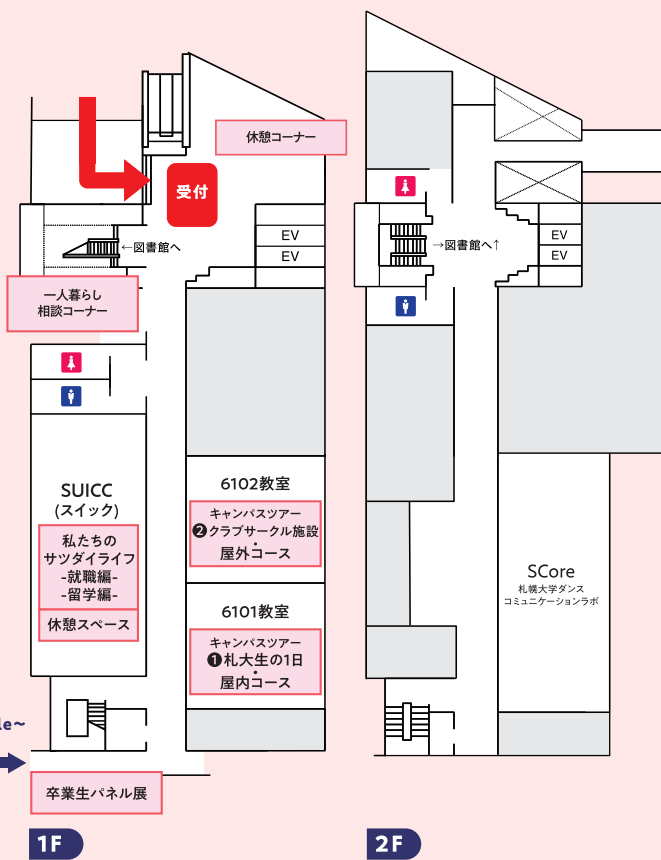 休憩コーナー
受付
←図書館へ
EV
EV
一人暮らし
相談コーナー
SUICC
(スイック)
私たちの
サツダイライフ
-就職編-
-留学編-
休憩スペース
6102教室
キャンパスツアー
❷クラブサークル施設
・
屋外コース
6101教室
キャンパスツアー
❶札大生の1日
・
屋内コース
le～
卒業生パネル展
1F
→図書館へ↑
EV
EV
SCore
札幌大学ダンス
コミュニケーションラボ
2F